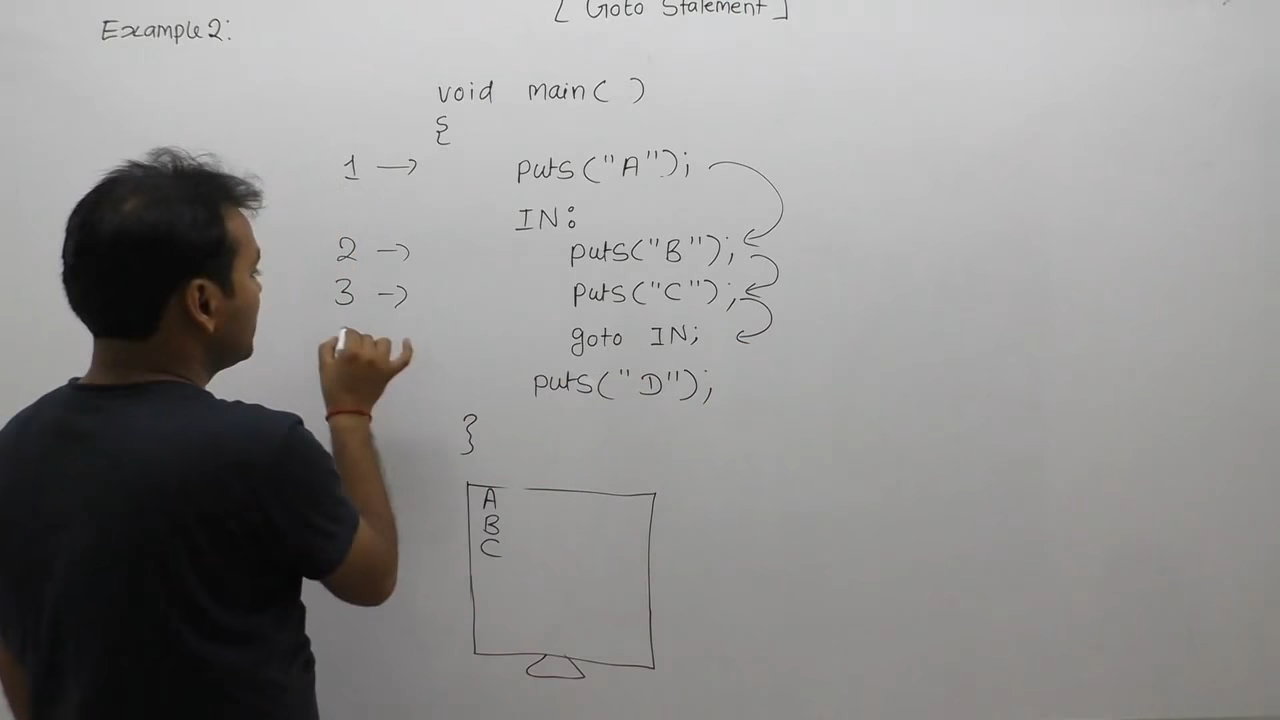 [ Goto Statement ]
Example 2:
void main( )
{
1 → puts("A");
IN:
2 → puts("B");
3 → puts("C");
goto IN;
puts("D");
}
A
B
C